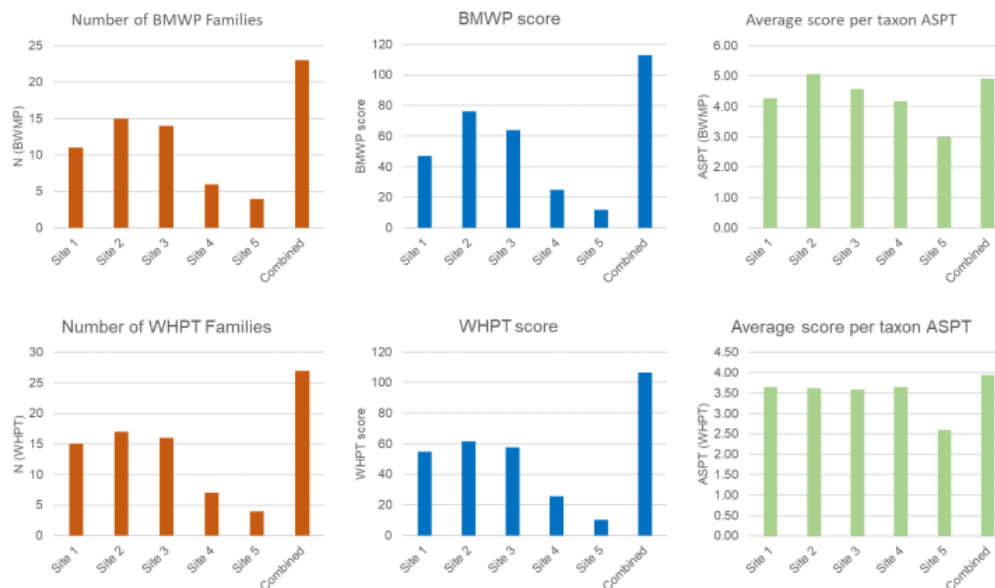 Number of BMWP Families
25
20
15
10
5
0
N (BWMP)
Site 1
Site 2
Site 3
Site 4
Site 5
Combined
BMWP score
120
100
80
60
40
20
0
BMWP score
Site 1
Site 2
Site 3
Site 4
Site 5
Combined
Average score per taxon ASPT
6.00
5.00
4.00
3.00
2.00
1.00
0.00
ASPT (BWMP)
Site 1
Site 2
Site 3
Site 4
Site 5
Combined
Number of WHPT Families
30
25
20
15
10
5
0
N (WHPT)
Site 1
Site 2
Site 3
Site 4
Site 5
Combined
WHPT score
120
100
80
60
40
20
0
WHPT score
Site 1
Site 2
Site 3
Site 4
Site 5
Combined
Average score per taxon ASPT
4.50
4.00
3.50
3.00
2.50
2.00
1.50
1.00
0.50
0.00
ASPT (WHPT)
Site 1
Site 2
Site 3
Site 4
Site 5
Combined